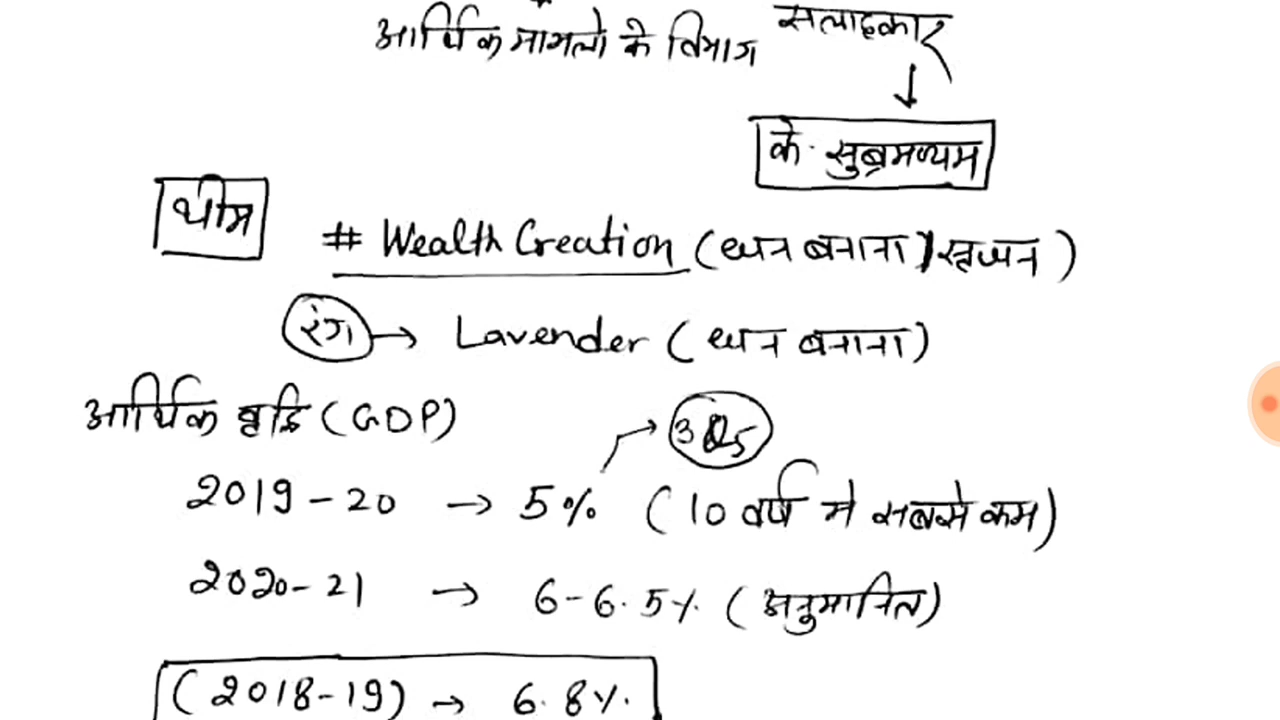 आर्थिक मामलो के विभाग सलाहकार
↓
के. सुब्रमण्यम
थीम
# Wealth Creation (धन बनाना / सृजन)
रंग → Lavender (धन बनाना)
आर्थिक वृद्धि (GDP)
2019-20 → 5% (10 वर्ष मे सबसे कम)
2020-21 → 6-6.5% (अनुमानित)
(2018-19) → 6.8%.